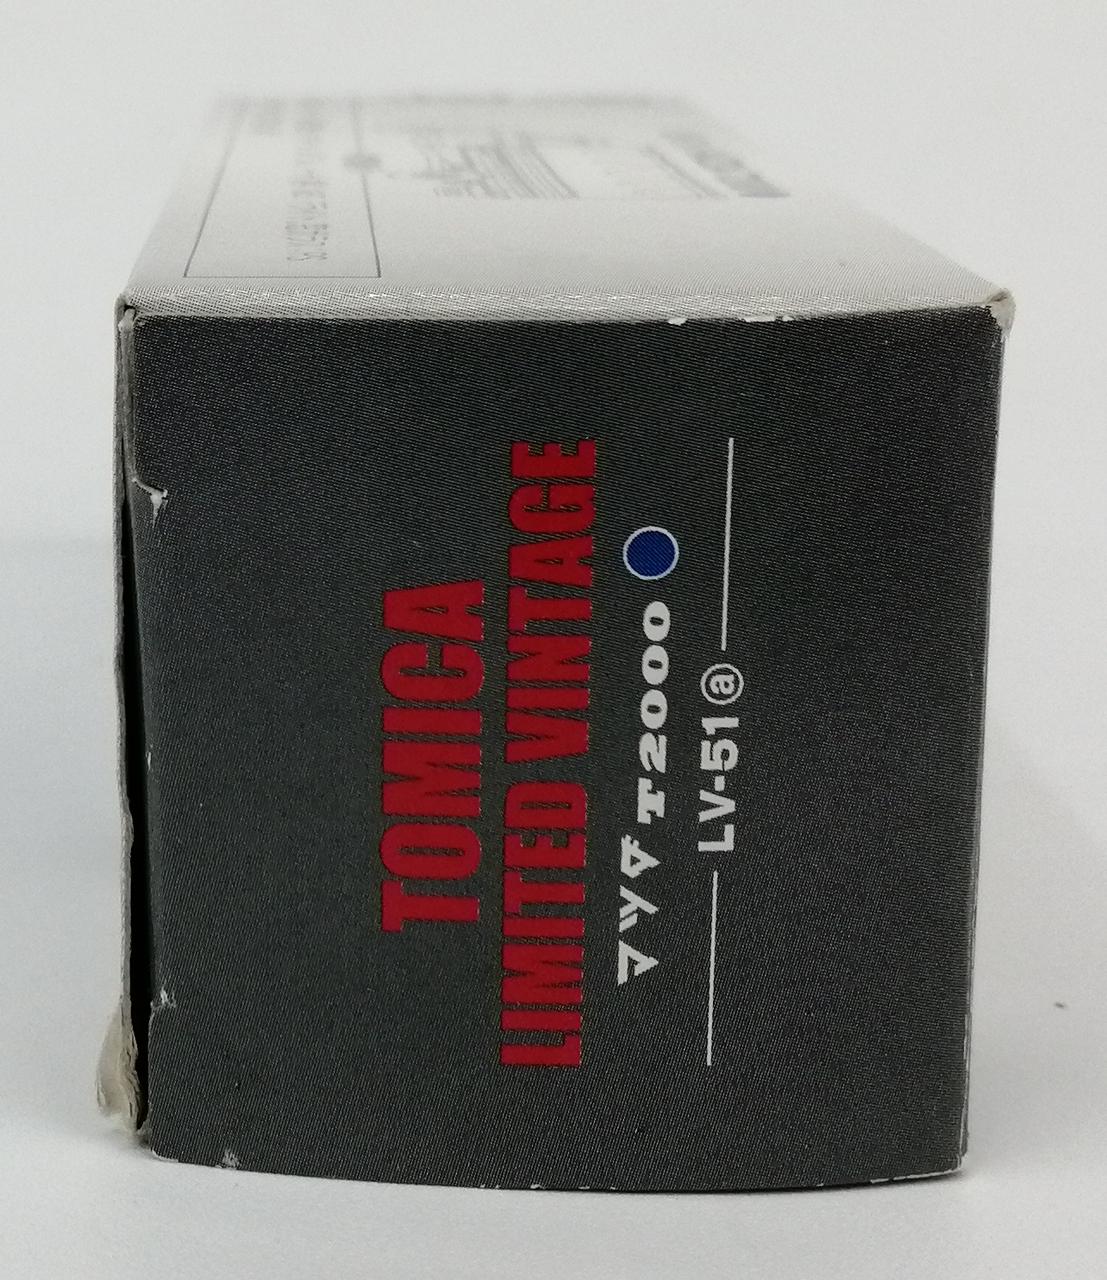 TOMICA
LIMITED VINTAGE
マツダ T2000
LV-51ⓐ